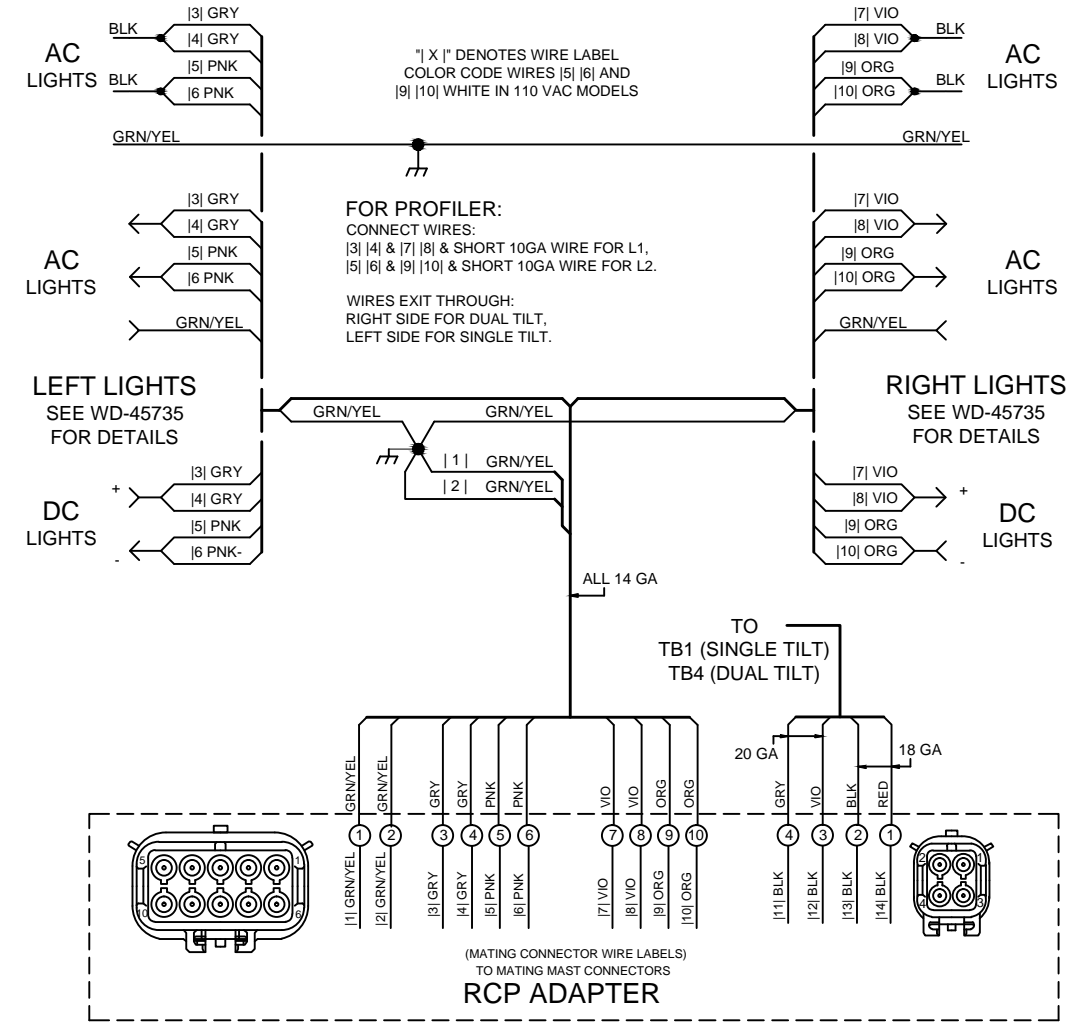 |3| GRY
BLK
|4| GRY
AC
LIGHTS
|5| PNK
BLK
|6 PNK
GRN/YEL
"| X |" DENOTES WIRE LABEL
COLOR CODE WIRES |5| |6| AND
|9| |10| WHITE IN 110 VAC MODELS
|7| VIO
BLK
|8| VIO
AC
LIGHTS
|9| ORG
BLK
|10| ORG
GRN/YEL
|3| GRY
|4| GRY
AC
LIGHTS
|5| PNK
|6 PNK
GRN/YEL
FOR PROFILER:
CONNECT WIRES:
|3| |4| & |7| |8| & SHORT 10GA WIRE FOR L1,
|5| |6| & |9| |10| & SHORT 10GA WIRE FOR L2.
WIRES EXIT THROUGH:
RIGHT SIDE FOR DUAL TILT,
LEFT SIDE FOR SINGLE TILT.
|7| VIO
|8| VIO
AC
LIGHTS
|9| ORG
|10| ORG
GRN/YEL
LEFT LIGHTS
SEE WD-45735
FOR DETAILS
GRN/YEL
GRN/YEL
| 1 | GRN/YEL
| 2 | GRN/YEL
RIGHT LIGHTS
SEE WD-45735
FOR DETAILS
|3| GRY
+
|4| GRY
DC
LIGHTS
|5| PNK
|6 PNK-
-
|7| VIO
+
|8| VIO
DC
LIGHTS
|9| ORG
|10| ORG
-
ALL 14 GA
TO
TB1 (SINGLE TILT)
TB4 (DUAL TILT)
20 GA
18 GA
GRN/YEL
GRN/YEL
GRY
GRY
PNK
PNK
VIO
VIO
ORG
ORG
GRY
VIO
BLK
RED
1
2
3
4
5
6
7
8
9
10
4
3
2
1
|1| GRN/YEL
|2| GRN/YEL
|3| GRY
|4| GRY
|5| PNK
|6| PNK
|7| VIO
|8| VIO
|9| ORG
|10| ORG
|11| BLK
|12| BLK
|13| BLK
|14| BLK
5
1
10
6
2
1
4
3
(MATING CONNECTOR WIRE LABELS)
TO MATING MAST CONNECTORS
RCP ADAPTER